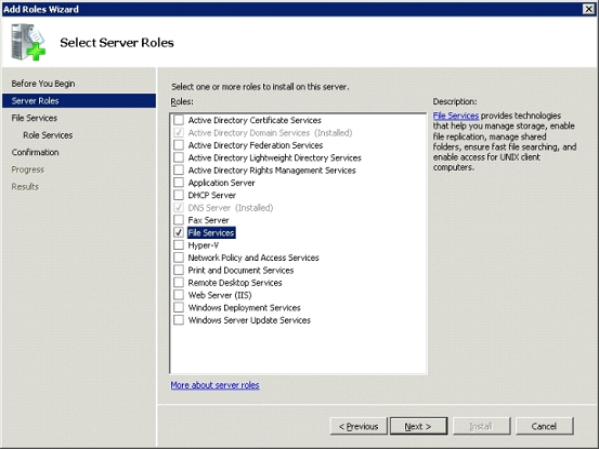 Add Roles Wizard
Select Server Roles
Before You Begin
Server Roles
File Services
Role Services
Confirmation
Progress
Results
Select one or more roles to install on this server.
Roles:
Active Directory Certificate Services
Active Directory Domain Services (Installed)
Active Directory Federation Services
Active Directory Lightweight Directory Services
Active Directory Rights Management Services
Application Server
DHCP Server
DNS Server (Installed)
Fax Server
File Services
Hyper-V
Network Policy and Access Services
Print and Document Services
Remote Desktop Services
Web Server (IIS)
Windows Deployment Services
Windows Server Update Services
More about server roles
Description:
File Services provides technologies
that help you manage storage, enable
file replication, manage shared
folders, ensure fast file searching, and
enable access for UNIX client
computers.
< Previous
Next >
Install
Cancel